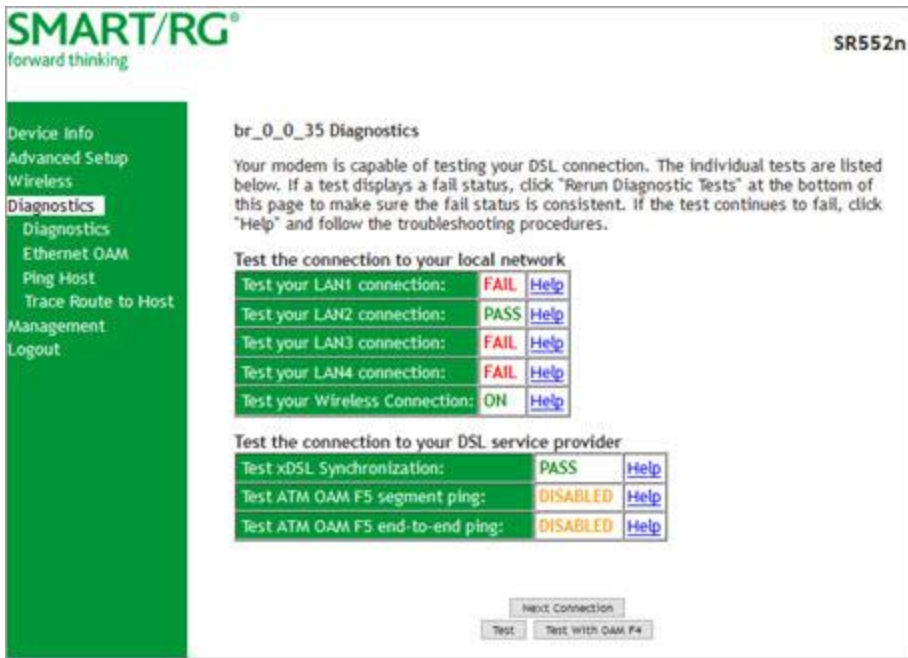 SMART/RG®
forward thinking
SR552n
Device Info
Advanced Setup
Wireless
Diagnostics
Diagnostics
Ethernet OAM
Ping Host
Trace Route to Host
Management
Logout
br_0_0_35 Diagnostics
Your modem is capable of testing your DSL connection. The individual tests are listed
below. If a test displays a fail status, click "Rerun Diagnostic Tests" at the bottom of
this page to make sure the fail status is consistent. If the test continues to fail, click
"Help" and follow the troubleshooting procedures.
Test the connection to your local network
Test your LAN1 connection: FAIL Help
Test your LAN2 connection: PASS Help
Test your LAN3 connection: FAIL Help
Test your LAN4 connection: FAIL Help
Test your Wireless Connection: ON Help
Test the connection to your DSL service provider
Test xDSL Synchronization: PASS Help
Test ATM OAM F5 segment ping: DISABLED Help
Test ATM OAM F5 end-to-end ping: DISABLED Help
Next Connection
Test Test With OAM F4